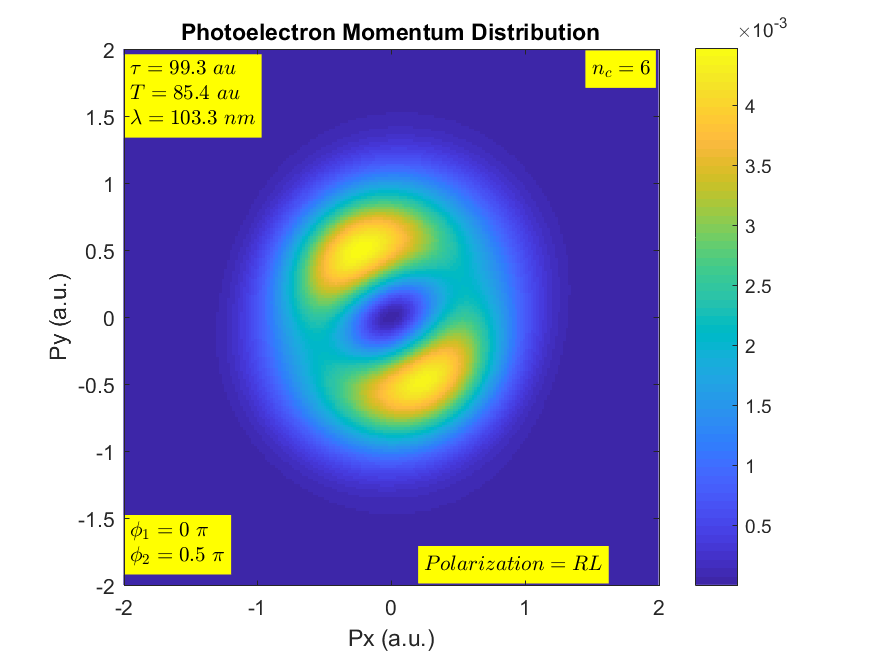 Photoelectron Momentum Distribution
×10⁻³
τ = 99.3 au
T = 85.4 au
λ = 103.3 nm
n_c = 6
ϕ₁ = 0 π
ϕ₂ = 0.5 π
Polarization = RL
Py (a.u.)
2
1.5
1
0.5
0
-0.5
-1
-1.5
-2
-2
-1
0
1
2
Px (a.u.)
4
3.5
3
2.5
2
1.5
1
0.5